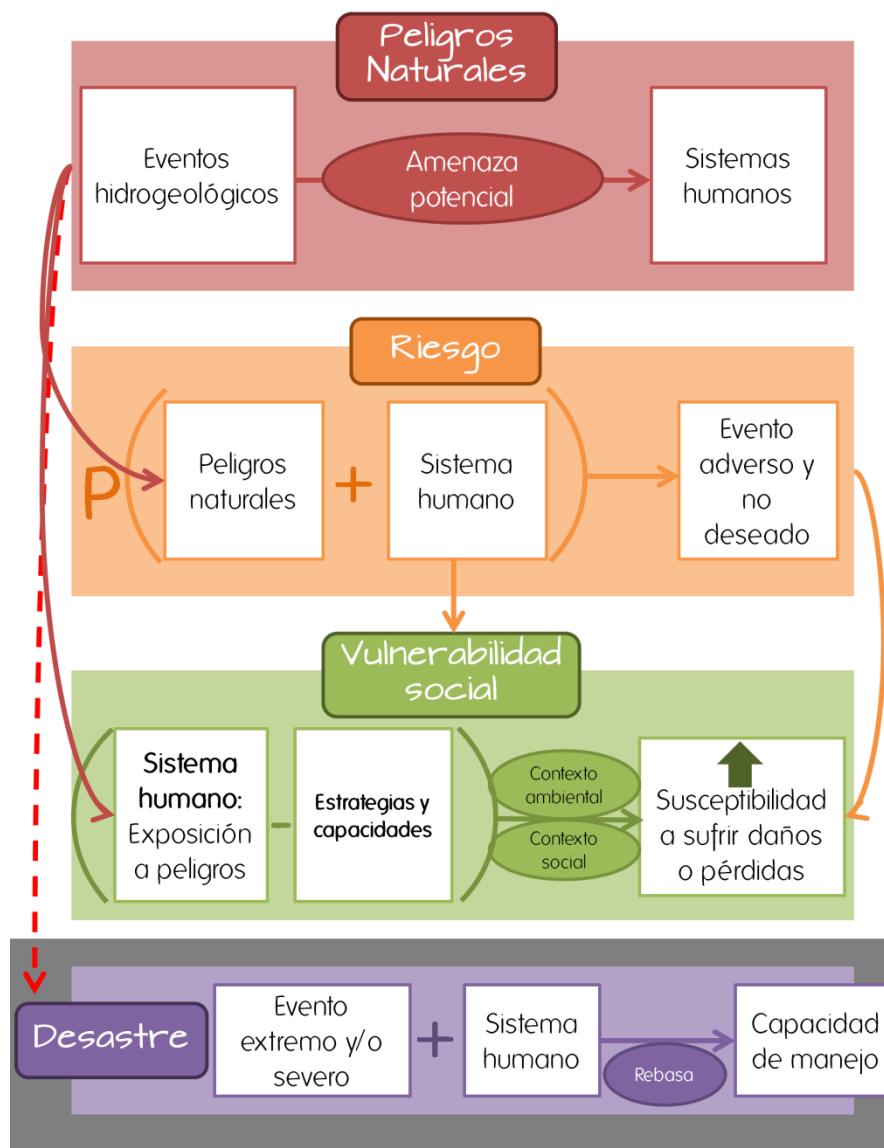 Peligros
Naturales
Eventos
hidrogeológicos
Amenaza
potencial
Sistemas
humanos
Riesgo
P
Peligros
naturales
+
Sistema
humano
Evento
adverso y
no
deseado
Vulnerabilidad
social
Sistema
humano:
Exposición
a peligros
-
Estrategias y
capacidades
Contexto
ambiental
Contexto
social
Susceptibilidad
a sufrir daños
o pérdidas
Desastre
Evento
extremo y/o
severo
+
Sistema
humano
Rebasa
Capacidad
de manejo